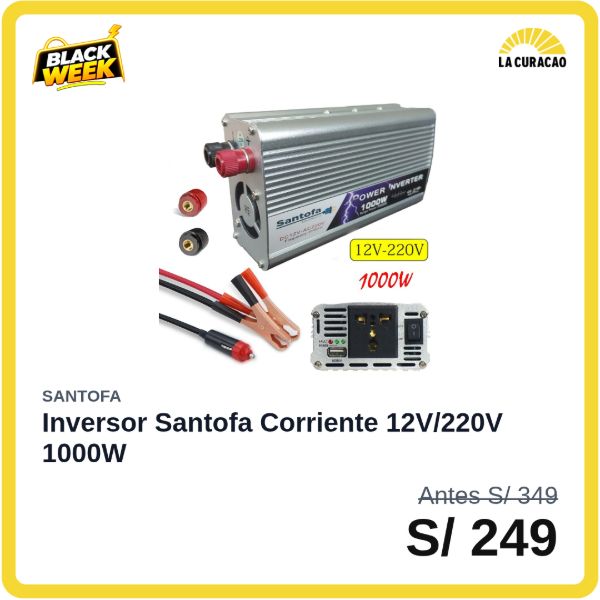 BLACK
WEEK
LA CURACAO
POWER INVERTER
1000W
Santofa
12V-220V
1000W
SANTOFA
Inversor Santofa Corriente 12V/220V
1000W
Antes S/ 349
S/ 249